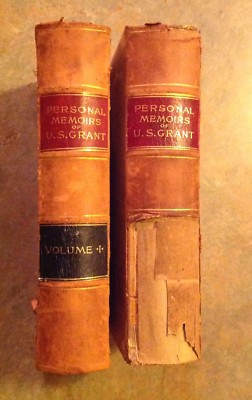 PERSONAL
MEMOIRS
OF
U.S. GRANT
VOLUME I
PERSONAL
MEMOIRS
OF
U.S. GRANT